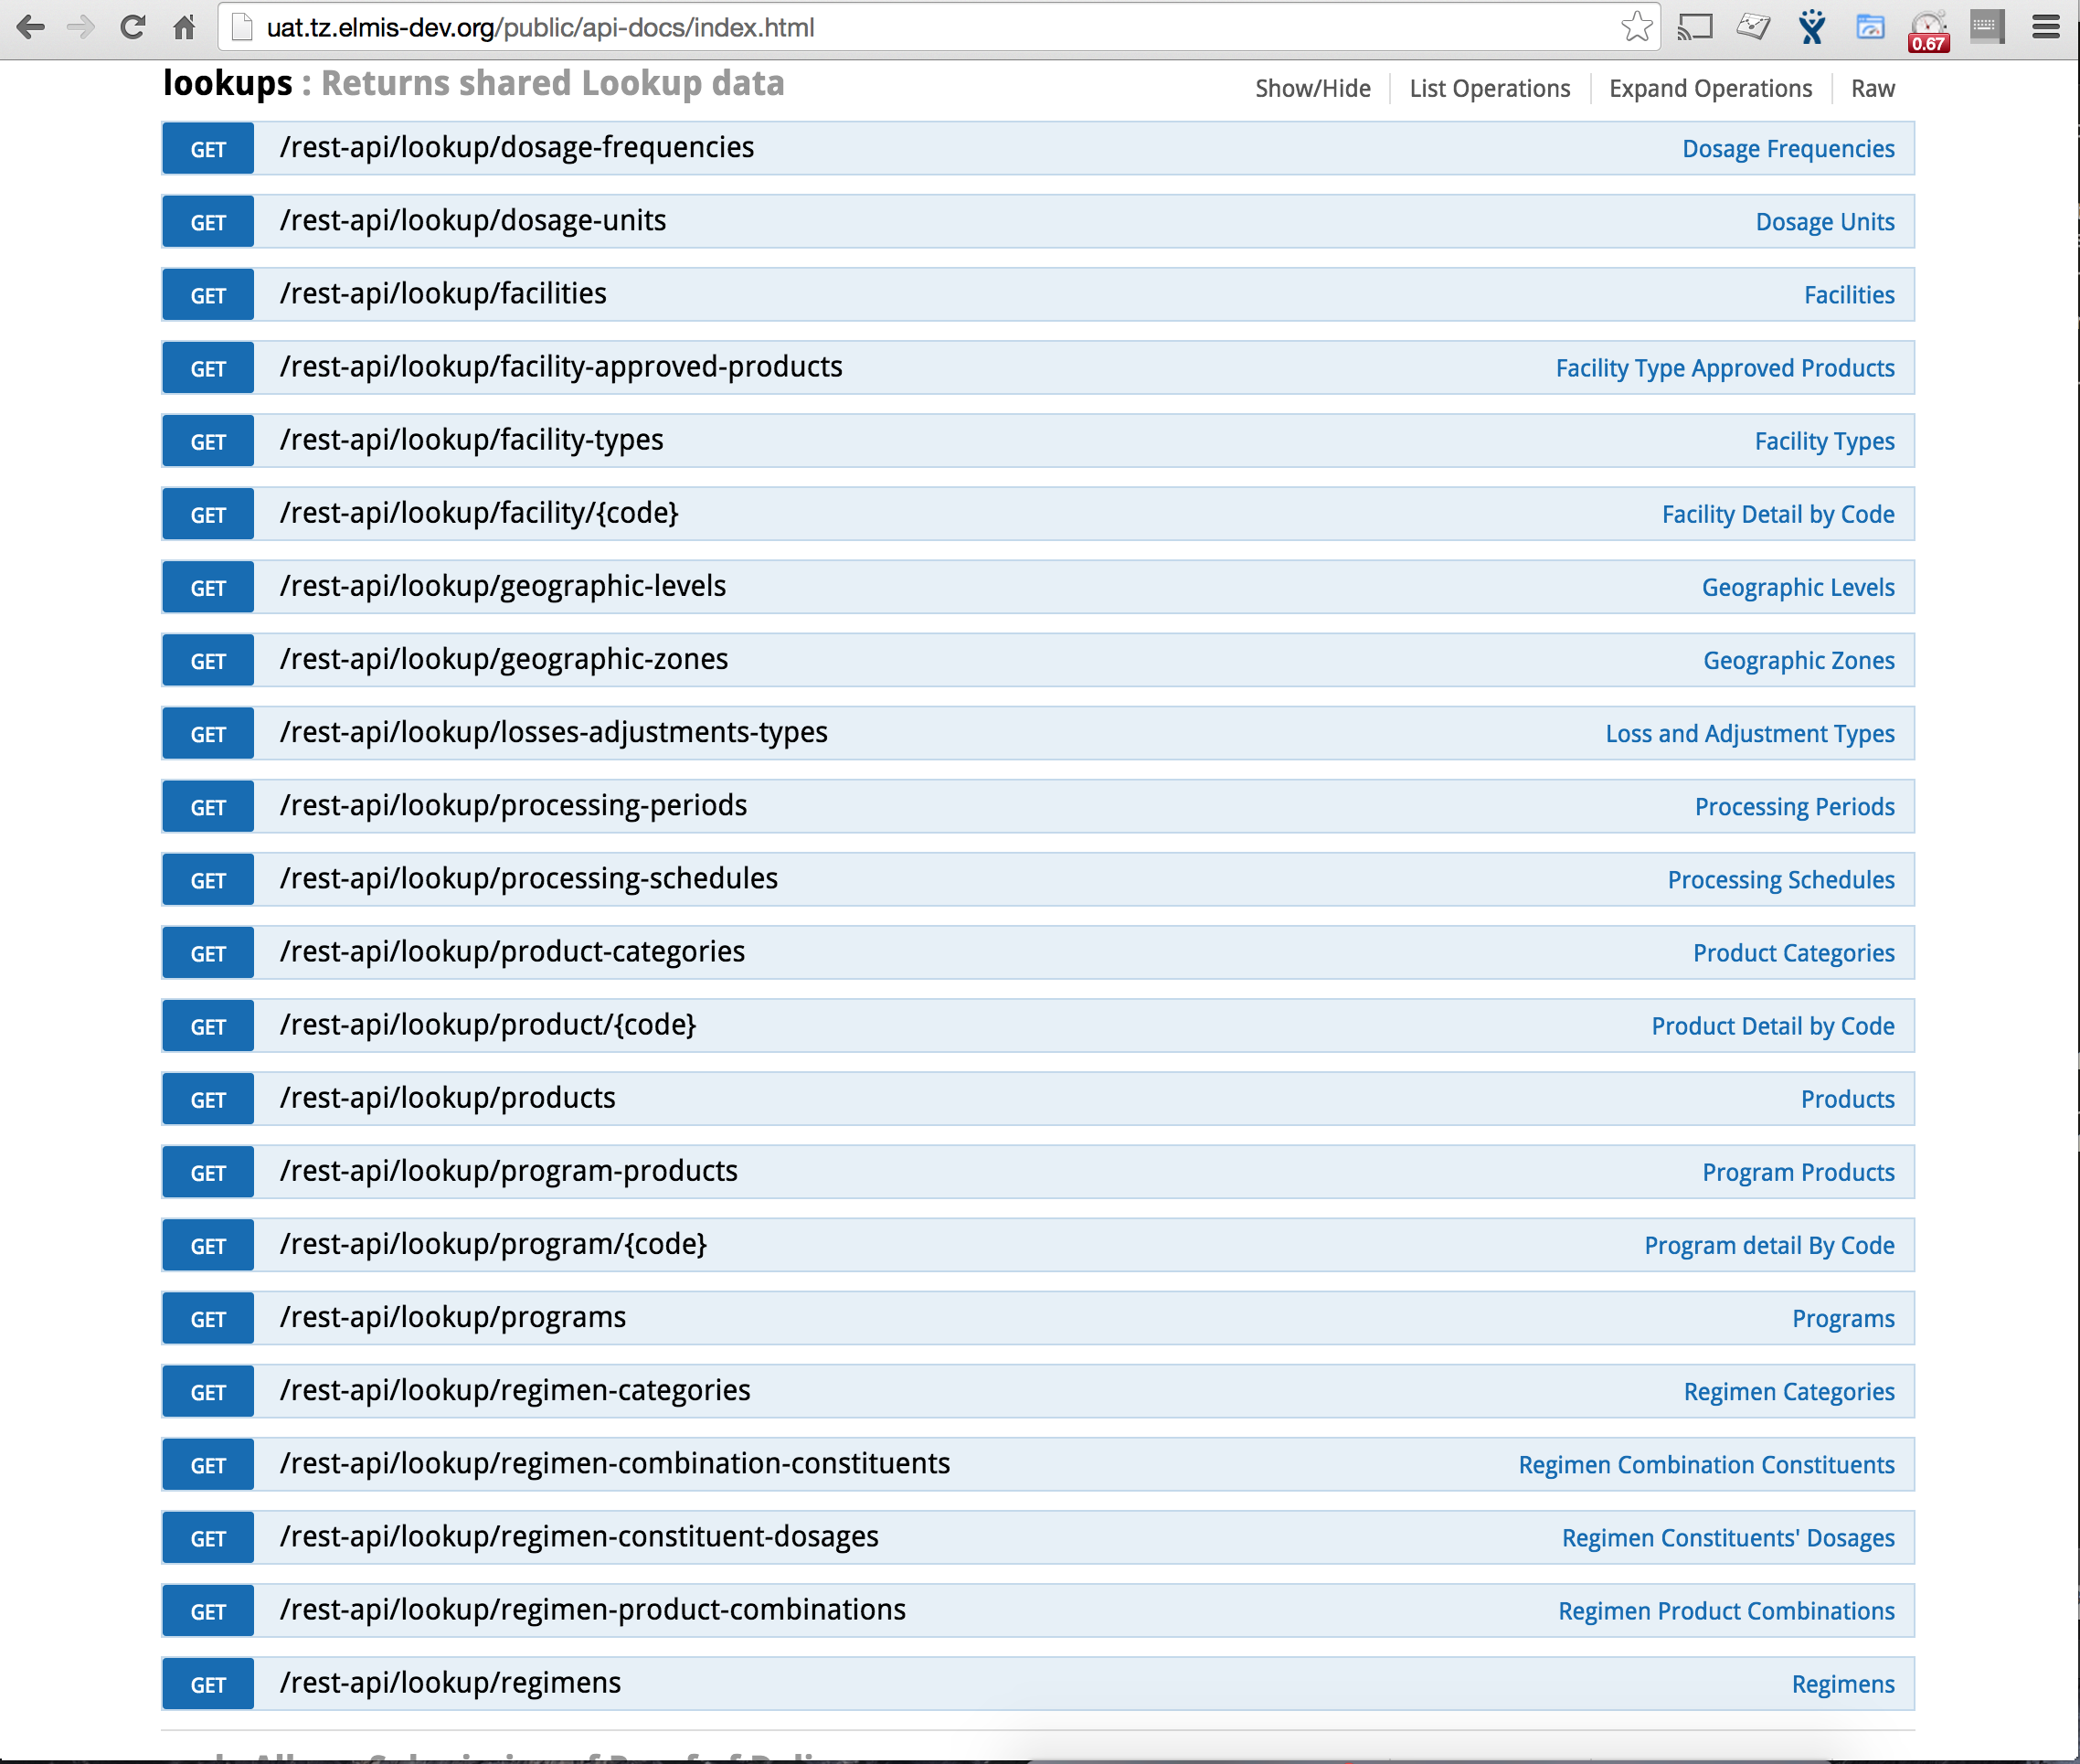 uat.tz.elmis-dev.org/public/api-docs/index.html
0.67
lookups : Returns shared Lookup data Show/Hide List Operations Expand Operations Raw
GET /rest-api/lookup/dosage-frequencies Dosage Frequencies
GET /rest-api/lookup/dosage-units Dosage Units
GET /rest-api/lookup/facilities Facilities
GET /rest-api/lookup/facility-approved-products Facility Type Approved Products
GET /rest-api/lookup/facility-types Facility Types
GET /rest-api/lookup/facility/{code} Facility Detail by Code
GET /rest-api/lookup/geographic-levels Geographic Levels
GET /rest-api/lookup/geographic-zones Geographic Zones
GET /rest-api/lookup/losses-adjustments-types Loss and Adjustment Types
GET /rest-api/lookup/processing-periods Processing Periods
GET /rest-api/lookup/processing-schedules Processing Schedules
GET /rest-api/lookup/product-categories Product Categories
GET /rest-api/lookup/product/{code} Product Detail by Code
GET /rest-api/lookup/products Products
GET /rest-api/lookup/program-products Program Products
GET /rest-api/lookup/program/{code} Program detail By Code
GET /rest-api/lookup/programs Programs
GET /rest-api/lookup/regimen-categories Regimen Categories
GET /rest-api/lookup/regimen-combination-constituents Regimen Combination Constituents
GET /rest-api/lookup/regimen-constituent-dosages Regimen Constituents' Dosages
GET /rest-api/lookup/regimen-product-combinations Regimen Product Combinations
GET /rest-api/lookup/regimens Regimens